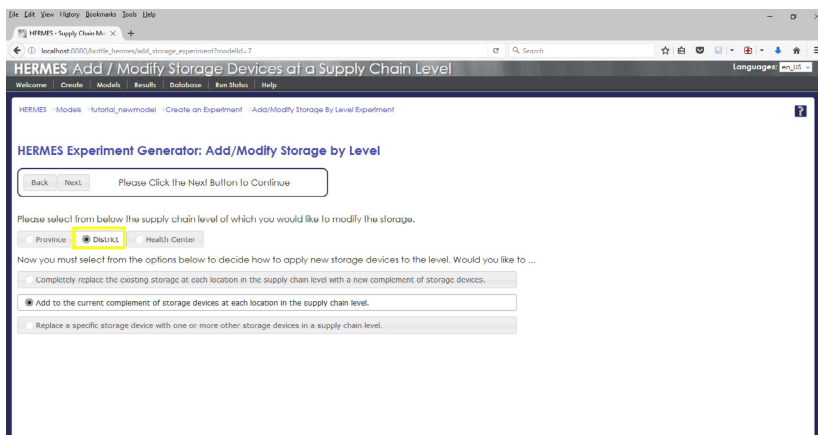 File Edit View History Bookmarks Tools Help
HERMES - Supply Chain Mo
localhost:8080/bottle_hermes/add_storage_experiment?modelId=7
Search
HERMES Add / Modify Storage Devices at a Supply Chain Level
Languages: en_US
Welcome Create Models Results Database Run Status Help
HERMES Models tutorial_newmodel Create an Experiment Add/Modify Storage By Level Experiment
?
HERMES Experiment Generator: Add/Modify Storage by Level
Back Next Please Click the Next Button to Continue
Please select from below the supply chain level of which you would like to modify the storage.
Province District Health Center
Now you must select from the options below to decide how to apply new storage devices to the level. Would you like to ...
Completely replace the existing storage at each location in the supply chain level with a new complement of storage devices.
Add to the current complement of storage devices at each location in the supply chain level.
Replace a specific storage device with one or more other storage devices in a supply chain level.